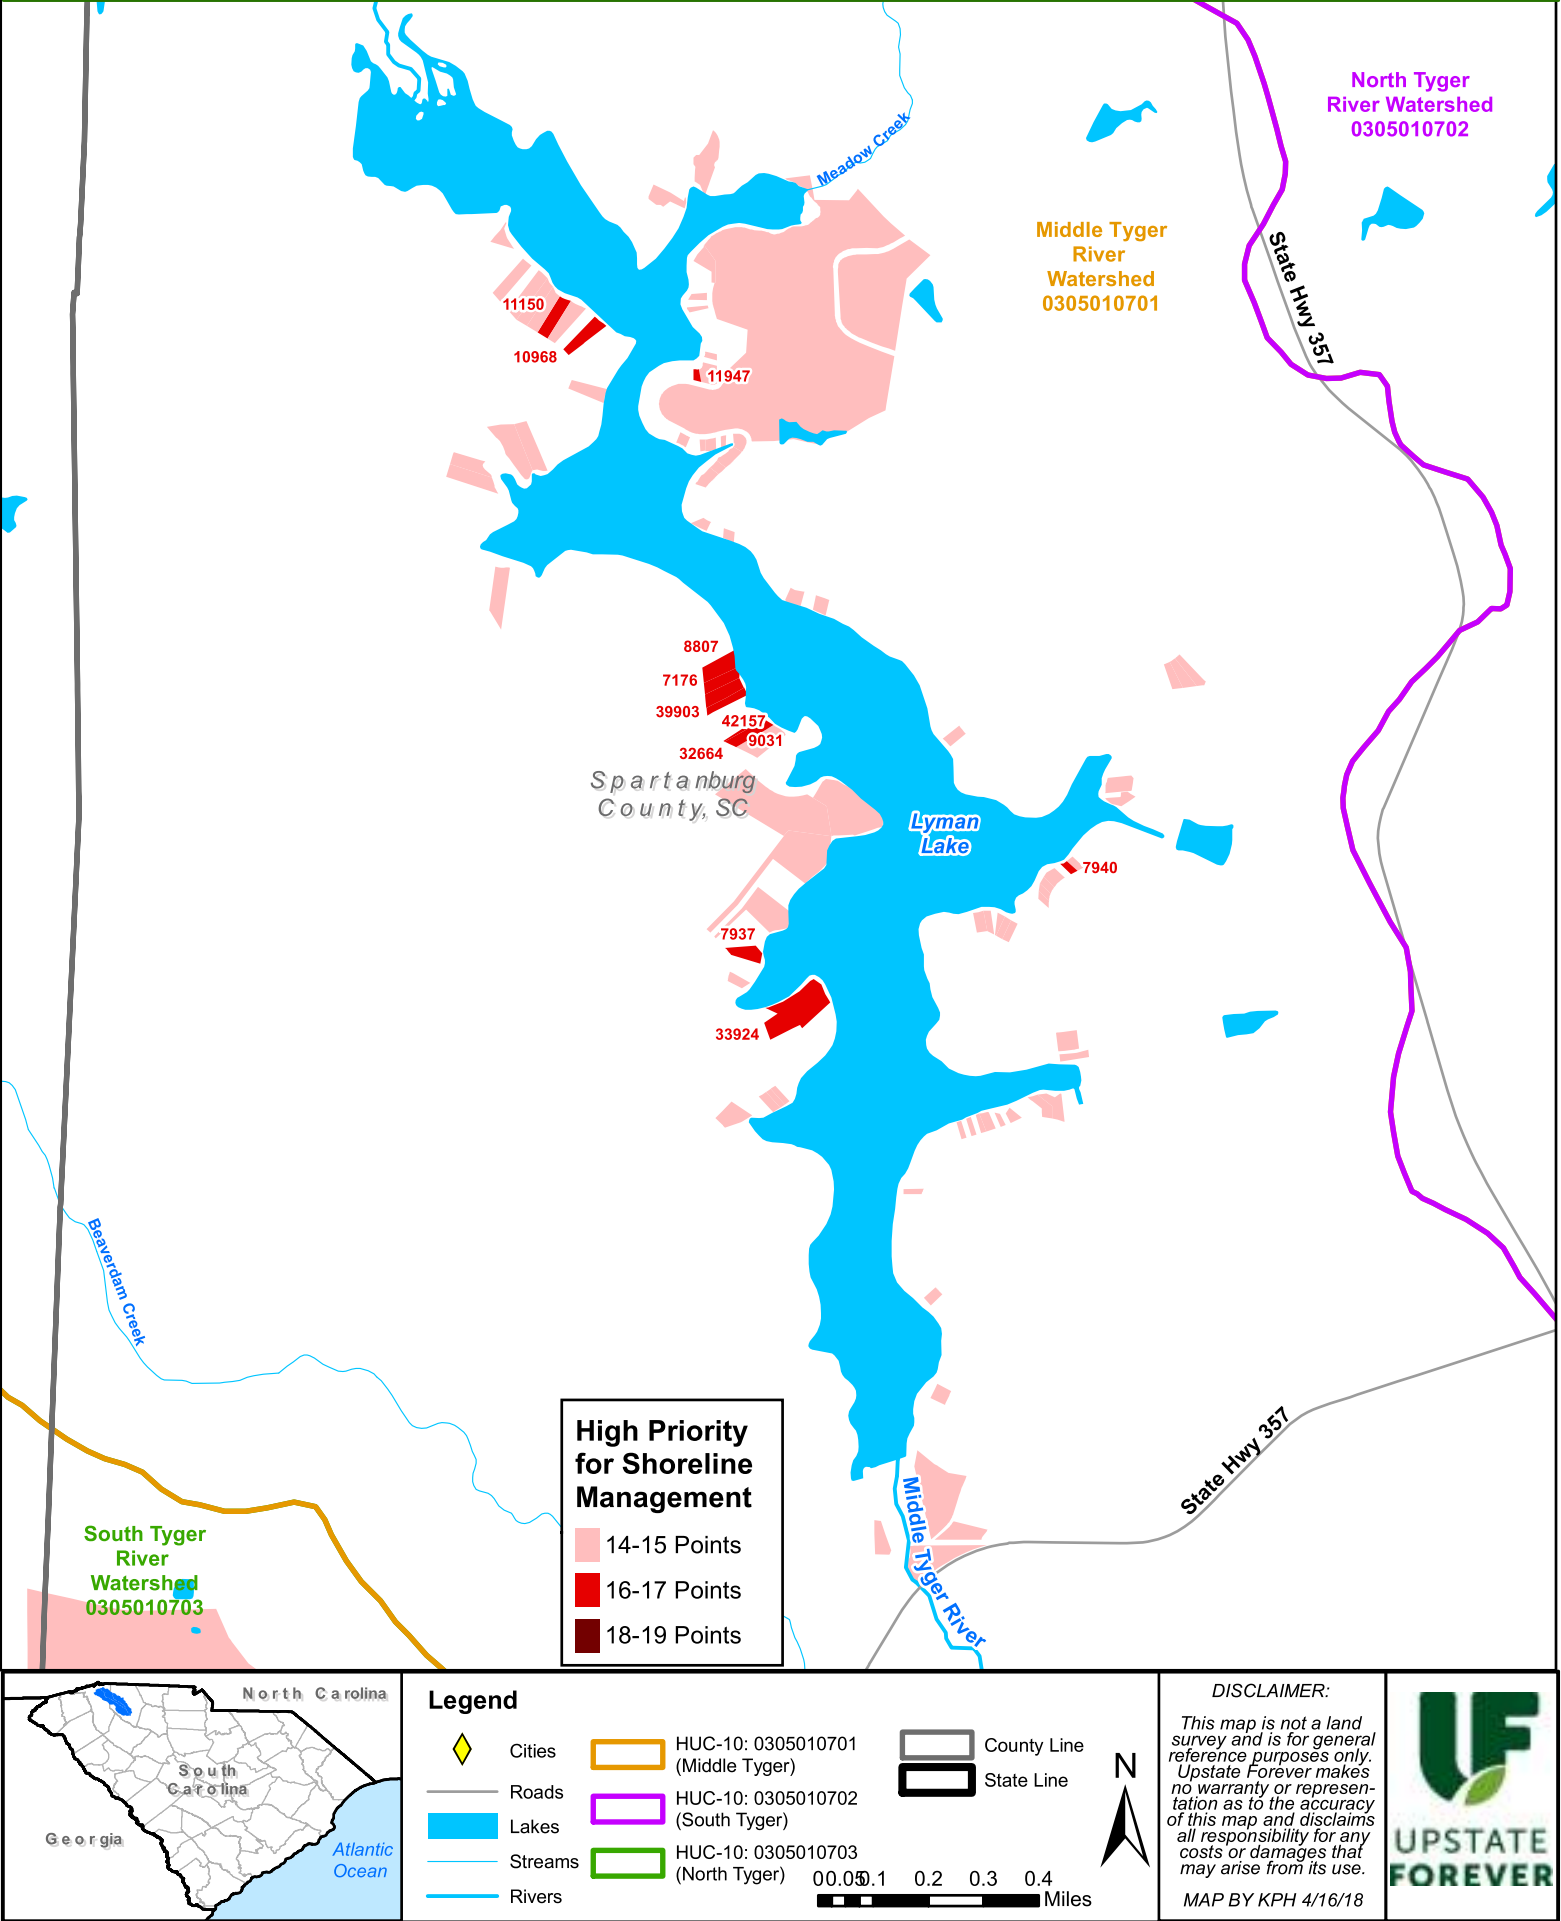 Meadow Creek
North Tyger
River Watershed
0305010702
Middle Tyger
River
Watershed
0305010701
State Hwy 357
11150
10968
11947
8807
7176
39903
42157
9031
32664
Spartanburg
County, SC
Lyman
Lake
7940
7937
33924
Beaverdam Creek
State Hwy 357
Middle Tyger River
South Tyger
River
Watershed
0305010703
High Priority
for Shoreline
Management
14-15 Points
16-17 Points
18-19 Points
North Carolina
South
Carolina
Georgia
Atlantic
Ocean
Legend
Cities
Roads
Lakes
Streams
Rivers
HUC-10: 0305010701
(Middle Tyger)
HUC-10: 0305010702
(South Tyger)
HUC-10: 0305010703
(North Tyger)
County Line
State Line
N
0 0.05 0.1 0.2 0.3 0.4
Miles
DISCLAIMER:
This map is not a land
survey and is for general
reference purposes only.
Upstate Forever makes
no warranty or represen-
tation as to the accuracy
of this map and disclaims
all responsibility for any
costs or damages that
may arise from its use.
MAP BY KPH 4/16/18
UF
UPSTATE
FOREVER